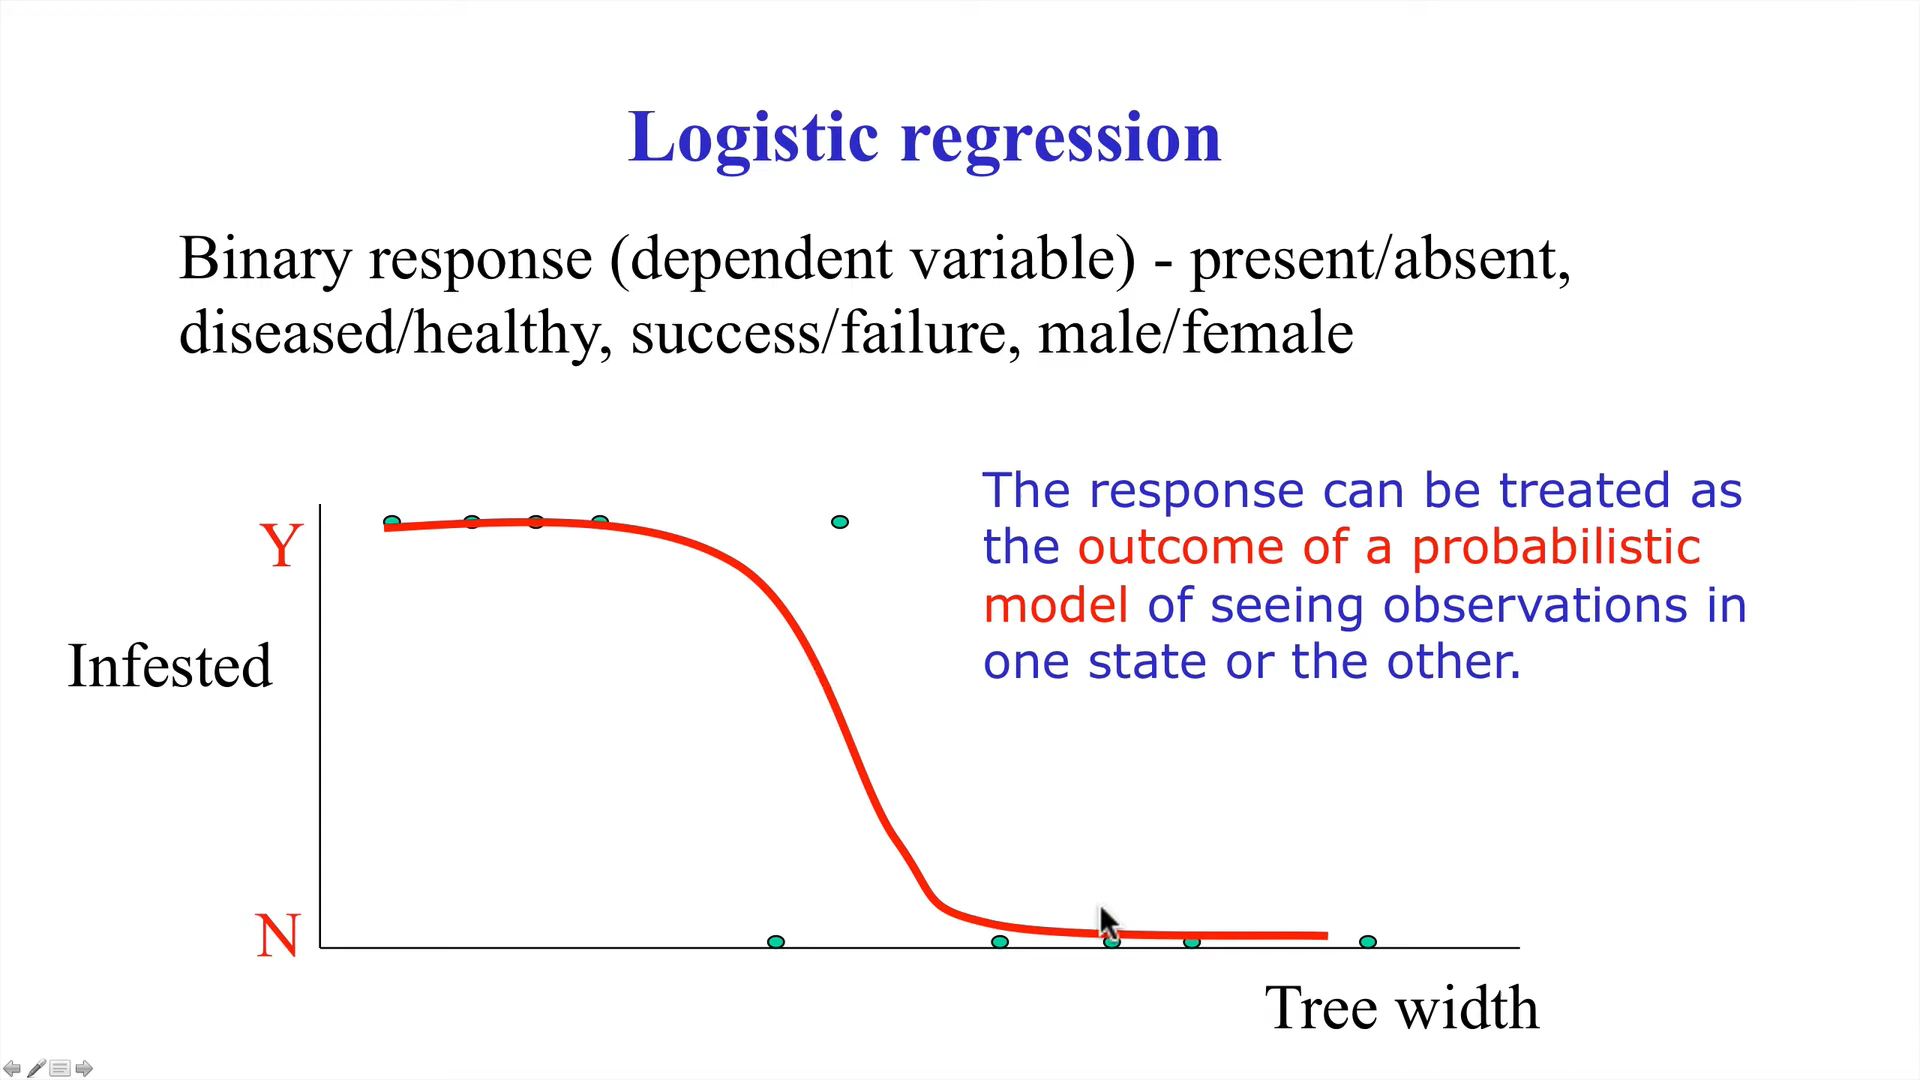 Logistic regression
Binary response (dependent variable) - present/absent,
diseased/healthy, success/failure, male/female
The response can be treated as
the outcome of a probabilistic
model of seeing observations in
one state or the other.
Y
Infested
N
Tree width